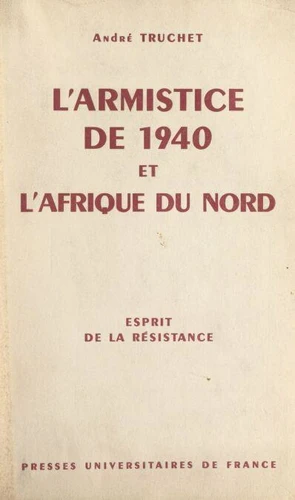 André TRUCHET
L'ARMISTICE
DE 1940
ET
L'AFRIQUE DU NORD
ESPRIT
DE LA RÉSISTANCE
PRESSES UNIVERSITAIRES DE FRANCE